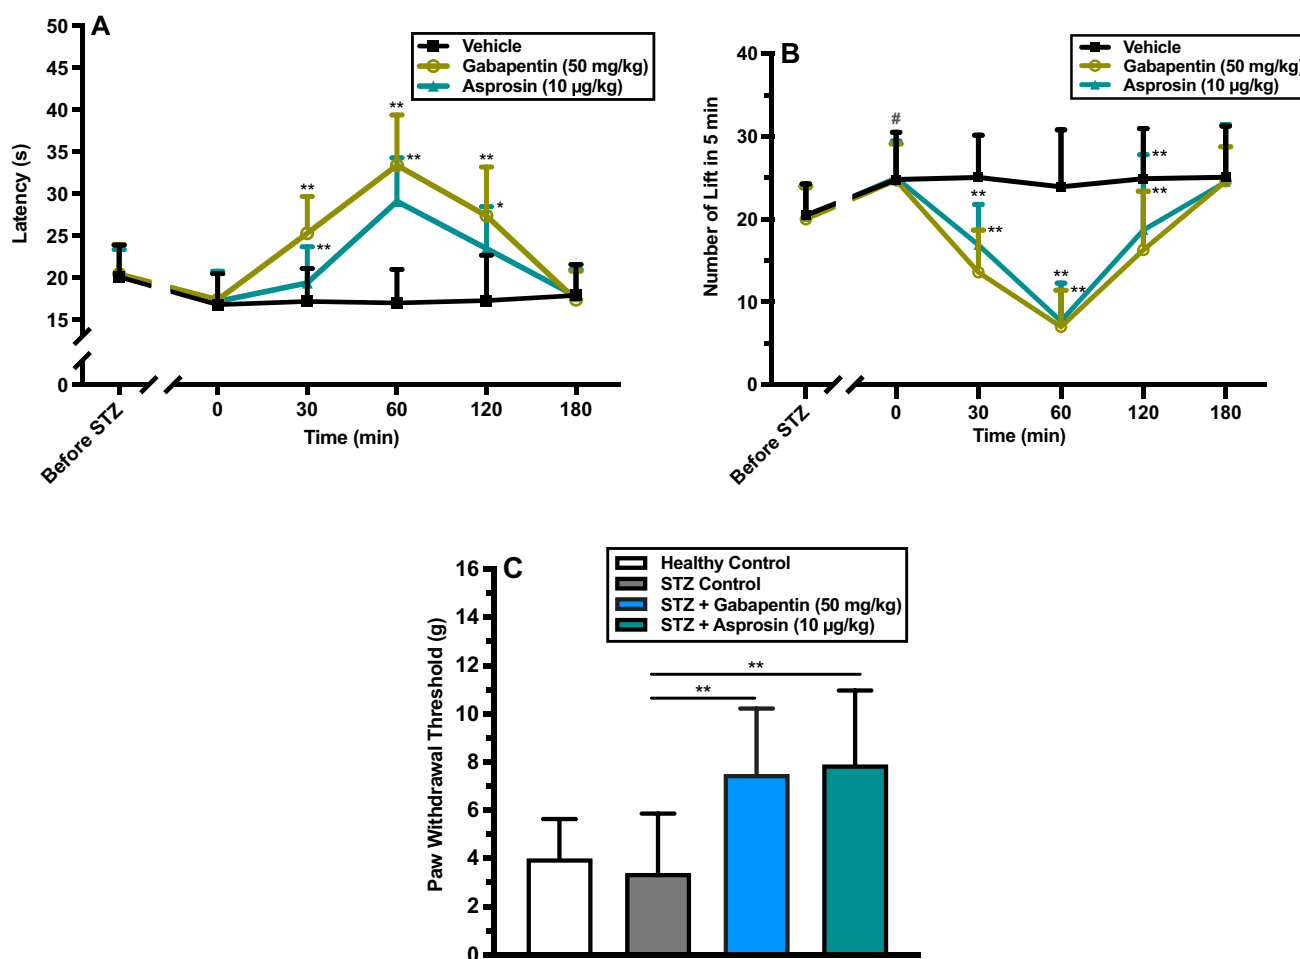 A
50
45
40
35
30
25
20
15
0
Latency (s)
Vehicle
Gabapentin (50 mg/kg)
Asprosin (10 µg/kg)
**
**
**
**
**
*
Before STZ
0
30
60
120
180
Time (min)
B
40
30
20
10
0
Number of Lift in 5 min
Vehicle
Gabapentin (50 mg/kg)
Asprosin (10 µg/kg)
#
**
**
**
**
**
**
Before STZ
0
30
60
120
180
Time (min)
C
16
14
12
10
8
6
4
2
0
Paw Withdrawal Threshold (g)
Healthy Control
STZ Control
STZ + Gabapentin (50 mg/kg)
STZ + Asprosin (10 µg/kg)
**
**